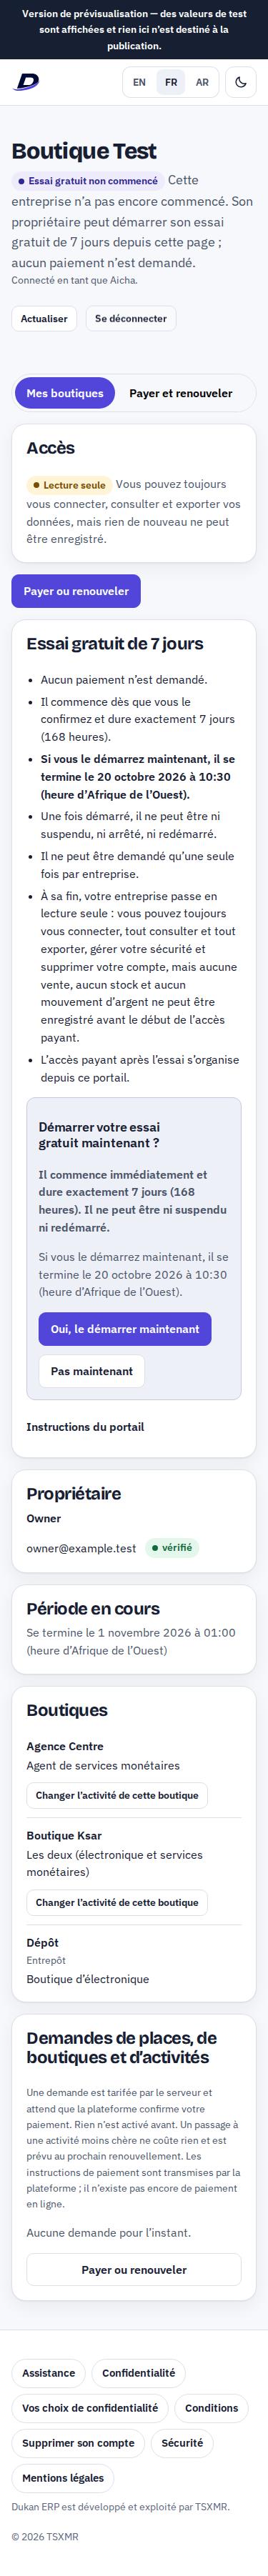 Version de prévisualisation — des valeurs de test
sont affichées et rien ici n’est destiné à la
publication.
D
EN FR AR
Boutique Test
Essai gratuit non commencé Cette
entreprise n’a pas encore commencé. Son
propriétaire peut démarrer son essai
gratuit de 7 jours depuis cette page ;
aucun paiement n’est demandé.
Connecté en tant que Aicha.
Actualiser Se déconnecter
Mes boutiques Payer et renouveler
Accès
Lecture seule Vous pouvez toujours
vous connecter, consulter et exporter vos
données, mais rien de nouveau ne peut
être enregistré.
Payer ou renouveler
Essai gratuit de 7 jours
• Aucun paiement n’est demandé.
• Il commence dès que vous le
confirmez et dure exactement 7 jours
(168 heures).
• Si vous le démarrez maintenant, il se
termine le 20 octobre 2026 à 10:30
(heure d’Afrique de l’Ouest).
• Une fois démarré, il ne peut être ni
suspendu, ni arrêté, ni redémarré.
• Il ne peut être demandé qu’une seule
fois par entreprise.
• À sa fin, votre entreprise passe en
lecture seule : vous pouvez toujours
vous connecter, tout consulter et tout
exporter, gérer votre sécurité et
supprimer votre compte, mais aucune
vente, aucun stock et aucun
mouvement d’argent ne peut être
enregistré avant le début de l’accès
payant.
• L’accès payant après l’essai s’organise
depuis ce portail.
Démarrer votre essai
gratuit maintenant ?
Il commence immédiatement et
dure exactement 7 jours (168
heures). Il ne peut être ni suspendu
ni redémarré.
Si vous le démarrez maintenant, il se
termine le 20 octobre 2026 à 10:30
(heure d’Afrique de l’Ouest).
Oui, le démarrer maintenant
Pas maintenant
Instructions du portail
Propriétaire
Owner
owner@example.test vérifié
Période en cours
Se termine le 1 novembre 2026 à 01:00
(heure d’Afrique de l’Ouest)
Boutiques
Agence Centre
Agent de services monétaires
Changer l’activité de cette boutique
Boutique Ksar
Les deux (électronique et services
monétaires)
Changer l’activité de cette boutique
Dépôt
Entrepôt
Boutique d’électronique
Demandes de places, de
boutiques et d’activités
Une demande est tarifée par le serveur et
attend que la plateforme confirme votre
paiement. Rien n’est activé avant. Un passage à
une activité moins chère ne coûte rien et est
prévu au prochain renouvellement. Les
instructions de paiement sont transmises par la
plateforme ; il n’existe pas encore de paiement
en ligne.
Aucune demande pour l’instant.
Payer ou renouveler
Assistance Confidentialité
Vos choix de confidentialité Conditions
Supprimer son compte Sécurité
Mentions légales
Dukan ERP est développé et exploité par TSXMR.
© 2026 TSXMR